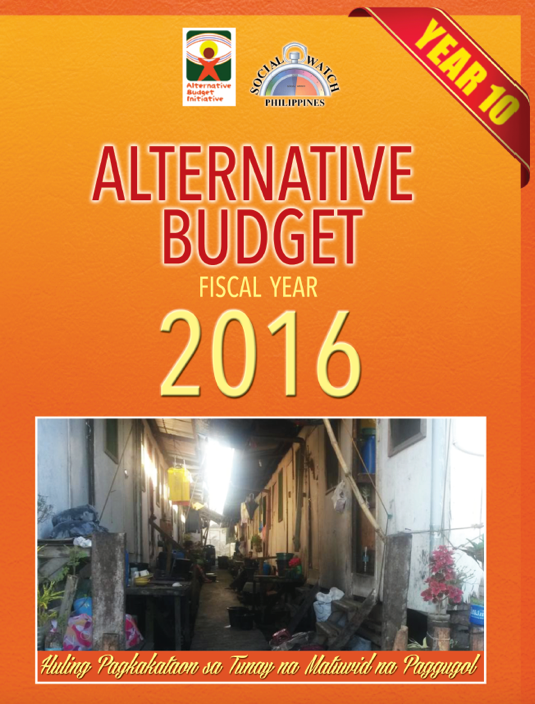 YEAR 10
Alternative
Budget
Initiative
SOCIAL WATCH
PHILIPPINES
ALTERNATIVE
BUDGET
FISCAL YEAR
2016
Huling Pagkakataon sa Tunay na Matuwid na Paggugol